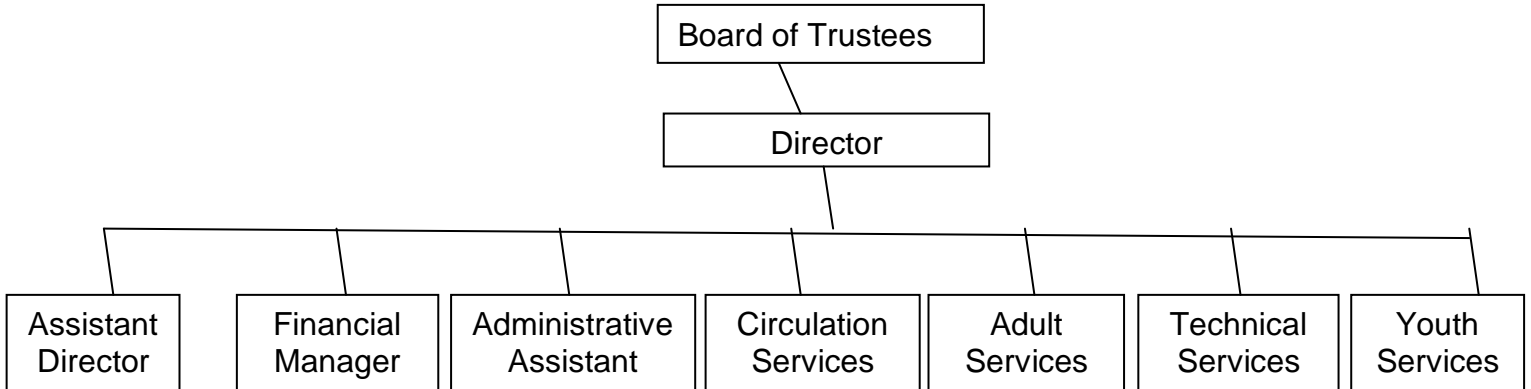 Board of Trustees
Director
Assistant
Director
Financial
Manager
Administrative
Assistant
Circulation
Services
Adult
Services
Technical
Services
Youth
Services